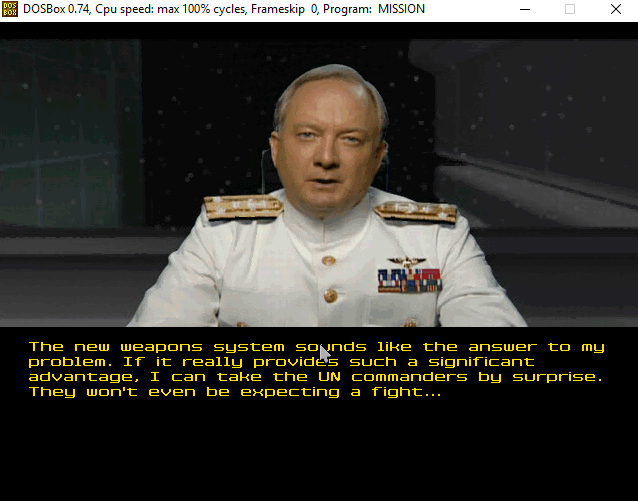 DOS
BOX
DOSBox 0.74, Cpu speed: max 100% cycles, Frameskip 0, Program: MISSION
The new weapons system sounds like the answer to my
problem. If it really provides such a significant
advantage, I can take the UN commanders by surprise.
They won't even be expecting a fight...